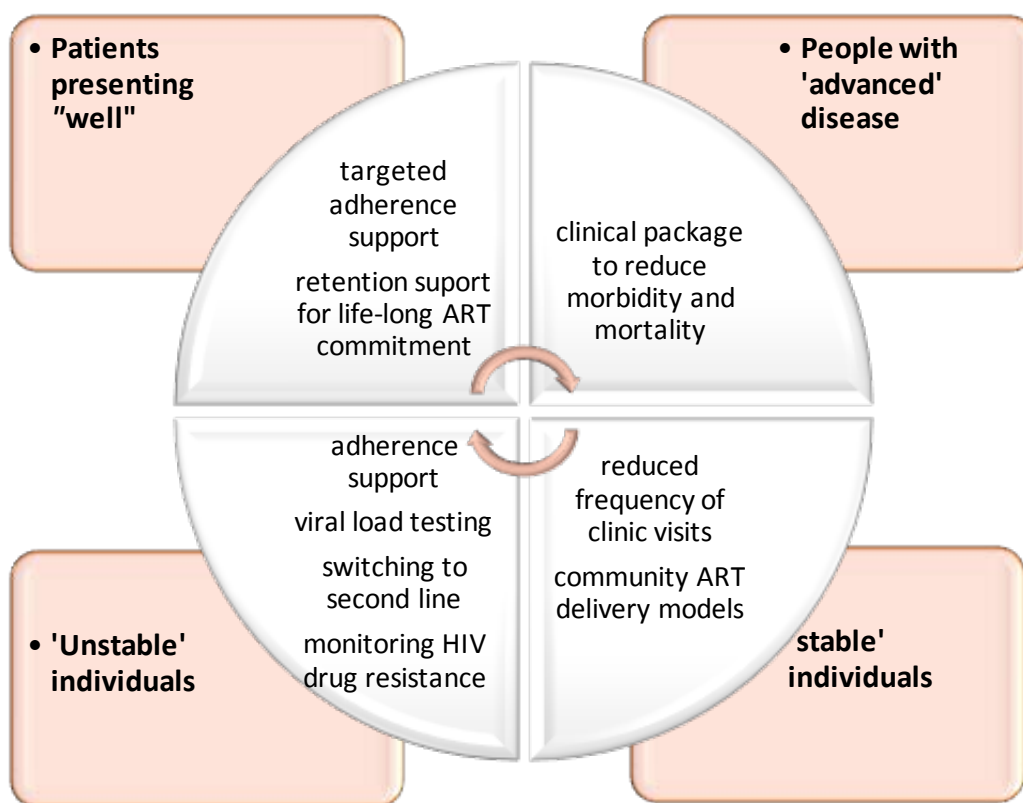 • Patients
presenting
"well"
• People with
'advanced'
disease
targeted
adherence
support
retention suport
for life-long ART
commitment
clinical package
to reduce
morbidity and
mortality
adherence
support
viral load testing
switching to
second line
monitoring HIV
drug resistance
reduced
frequency of
clinic visits
community ART
delivery models
• 'Unstable'
individuals
stable'
individuals